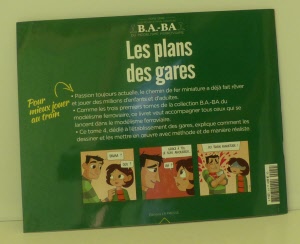 B.A.-BA
Les plans
des gares
Pour
mieux jouer
au train
• Passion toujours actuelle, le chemin de fer miniature a déjà fait rêver
et jouer des millions d'enfants et d'adultes.
• Comme les trois premiers tomes de la collection B.A.-BA du
modélisme ferroviaire, ce livret veut accompagner tous ceux qui se
lancent dans le modélisme ferroviaire.
• Ce tome 4, dédié à l'établissement des gares, explique comment les
dessiner et les mettre en œuvre avec méthode et de manière réaliste